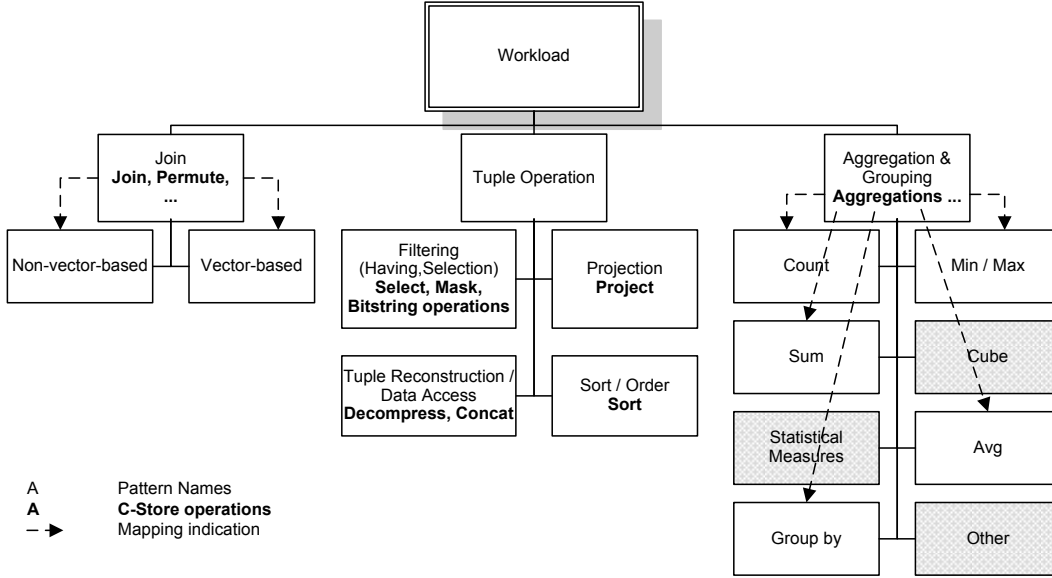 Workload
Join
Join, Permute,
...
Tuple Operation
Aggregation &
Grouping
Aggregations ...
Non-vector-based
Vector-based
Filtering
(Having,Selection)
Select, Mask,
Bitstring operations
Projection
Project
Count
Min / Max
Sum
Cube
Tuple Reconstruction /
Data Access
Decompress, Concat
Sort / Order
Sort
Statistical
Measures
Avg
Group by
Other
A Pattern Names
A C-Store operations
Mapping indication